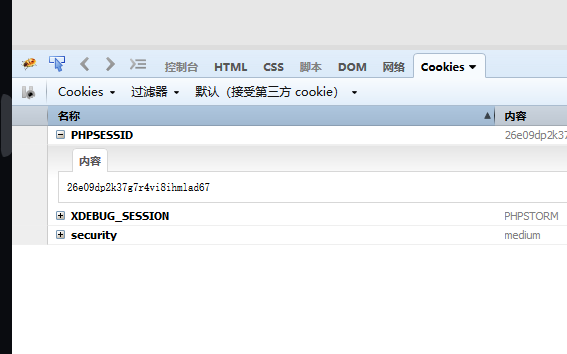 控制台 HTML CSS 脚本 DOM 网络 Cookies
Cookies 过滤器 默认（接受第三方 cookie）
名称 内容
PHPSESSID 26e09dp2k37
内容
26e09dp2k37g7r4vi8ihmlad67
XDEBUG_SESSION PHPSTORM
security medium